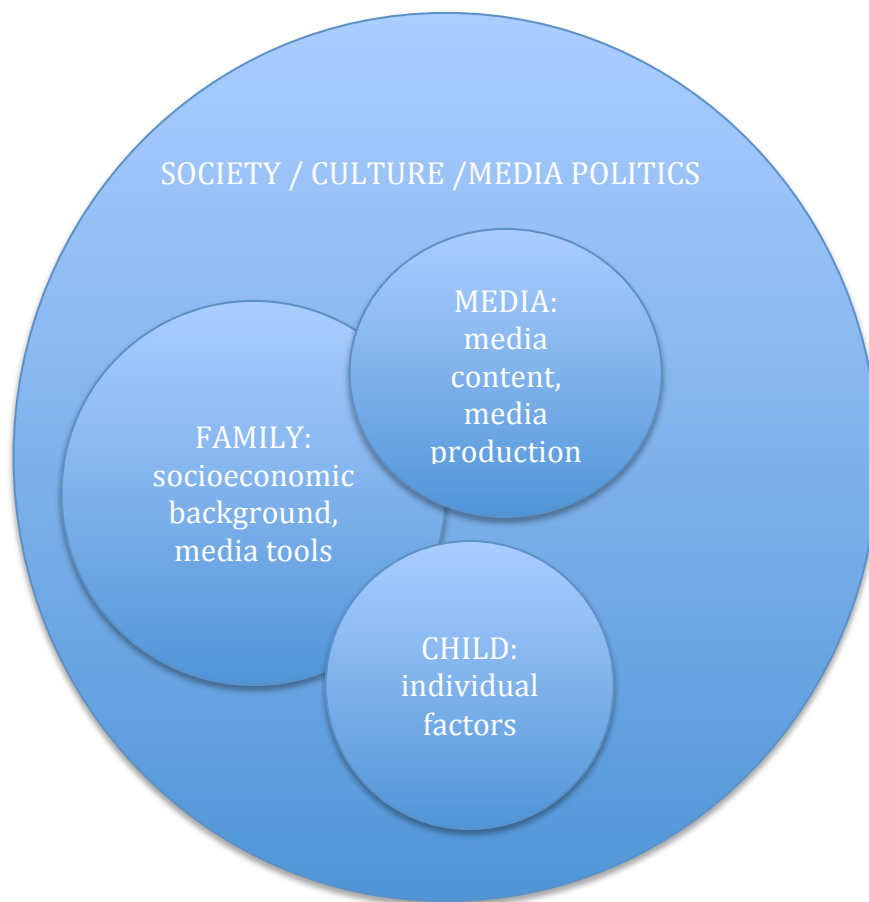 SOCIETY / CULTURE /MEDIA POLITICS
MEDIA:
media
content,
media
production
FAMILY:
socioeconomic
background,
media tools
CHILD:
individual
factors